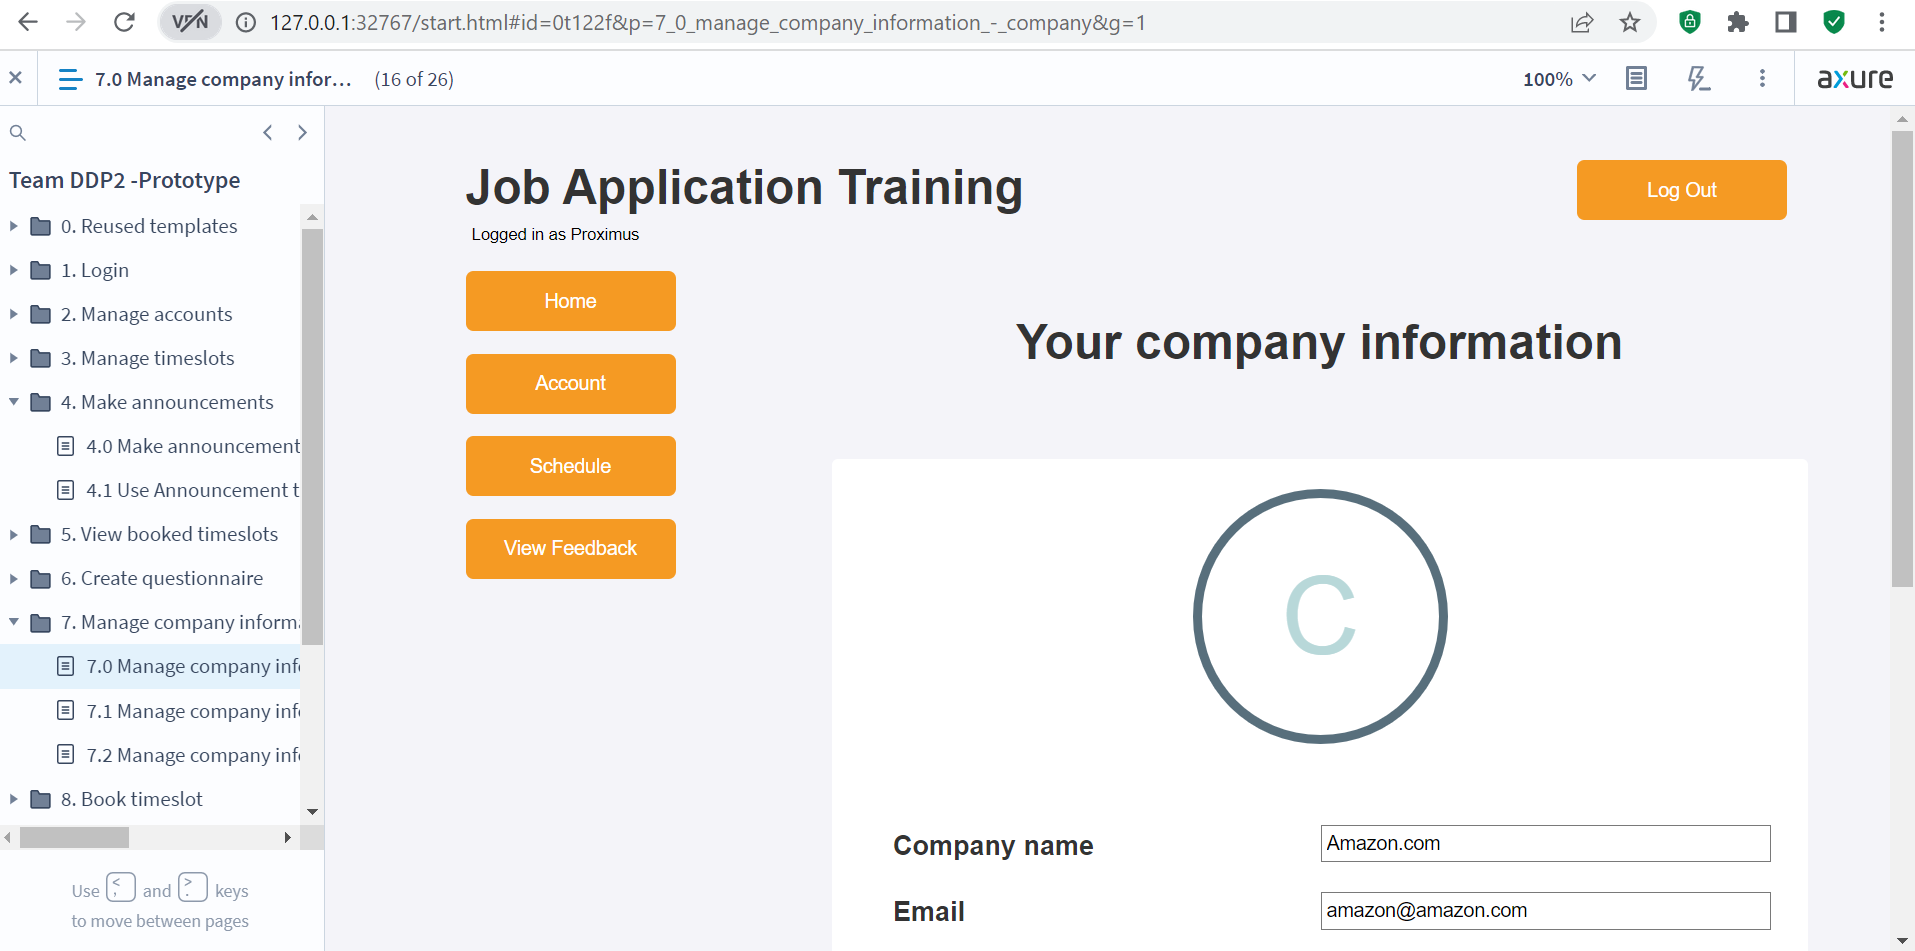 VPN
127.0.0.1:32767/start.html#id=0t122f&p=7_0_manage_company_information_-_company&g=1
7.0 Manage company infor... (16 of 26)
100%
axure
Team DDP2 -Prototype
0. Reused templates
1. Login
2. Manage accounts
3. Manage timeslots
4. Make announcements
4.0 Make announcement
4.1 Use Announcement t
5. View booked timeslots
6. Create questionnaire
7. Manage company informa
7.0 Manage company info
7.1 Manage company info
7.2 Manage company info
8. Book timeslot
Use < , and > . keys
to move between pages
Job Application Training
Log Out
Logged in as Proximus
Home
Account
Schedule
View Feedback
Your company information
C
Company name
Amazon.com
Email
amazon@amazon.com